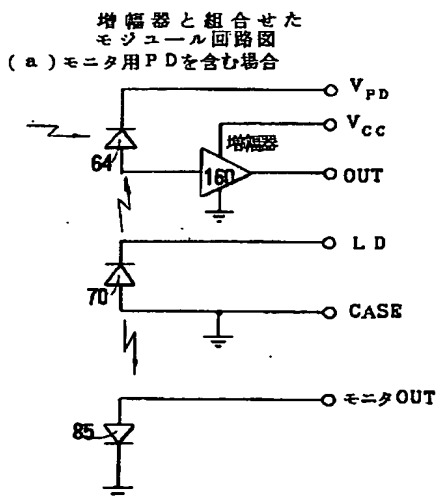 増幅器と組合せた
モジュール回路図
(a)モニタ用PDを含む場合
VPD
VCC
増幅器
64
160
OUT
LD
70
CASE
モニタOUT
85